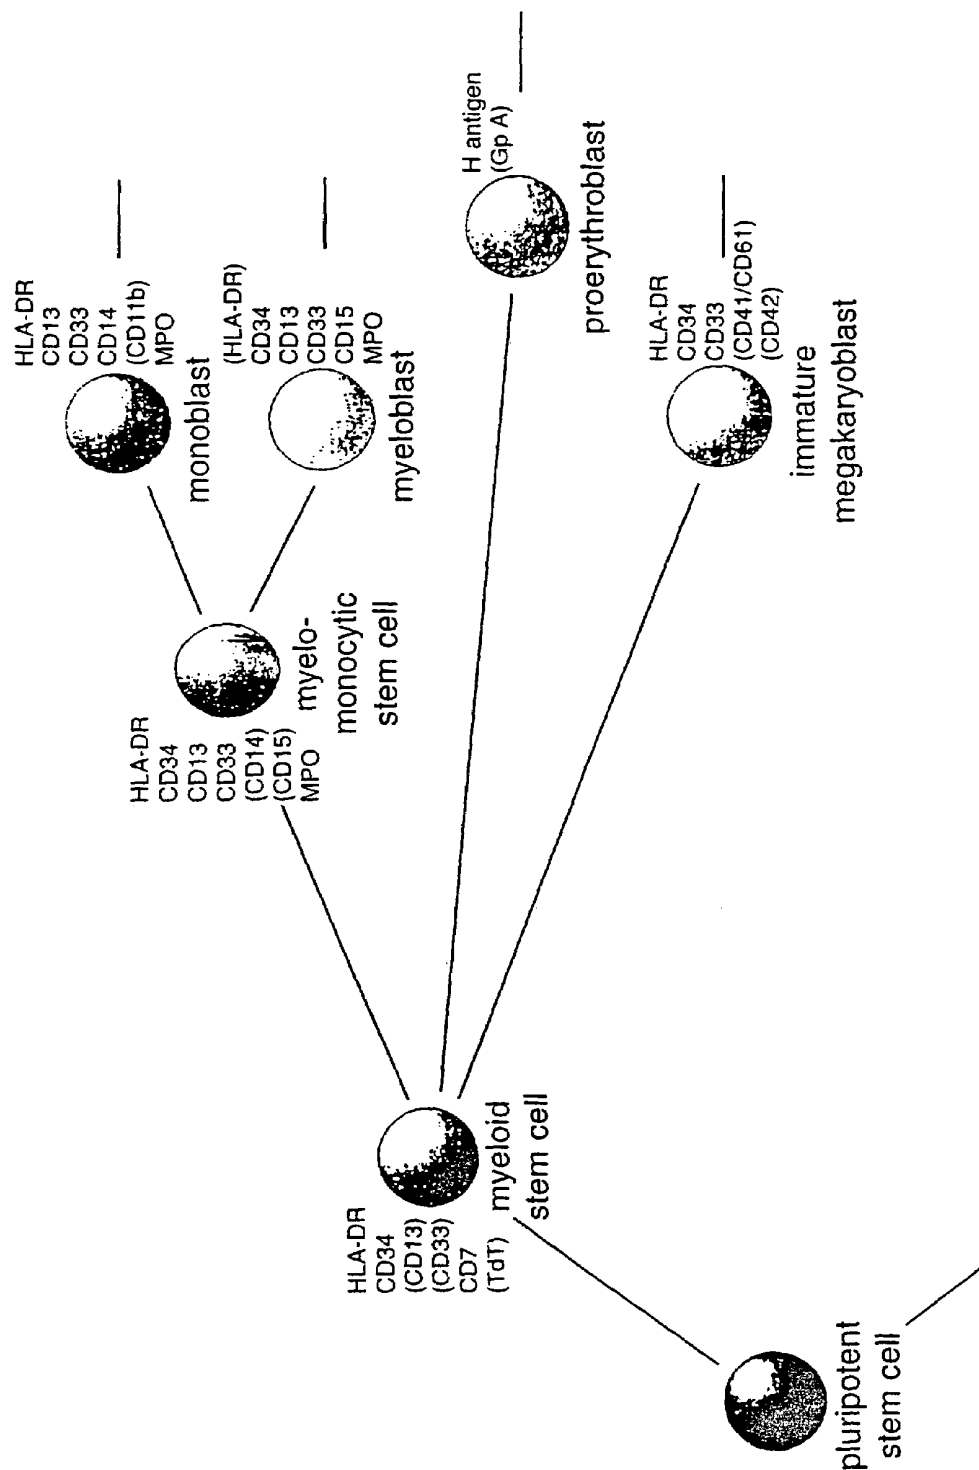 pluripotent
stem cell
HLA-DR
CD34
(CD13)
(CD33)
CD7
(TdT)
myeloid
stem cell
HLA-DR
CD34
CD13
CD33
(CD14)
(CD15)
MPO
myelo-
monocytic
stem cell
HLA-DR
CD13
CD33
CD14
(CD11b)
MPO
monoblast
(HLA-DR)
CD34
CD13
CD33
CD15
MPO
myeloblast
H antigen
(Gp A)
proerythroblast
HLA-DR
CD34
CD33
(CD41/CD61)
(CD42)
immature
megakaryoblast